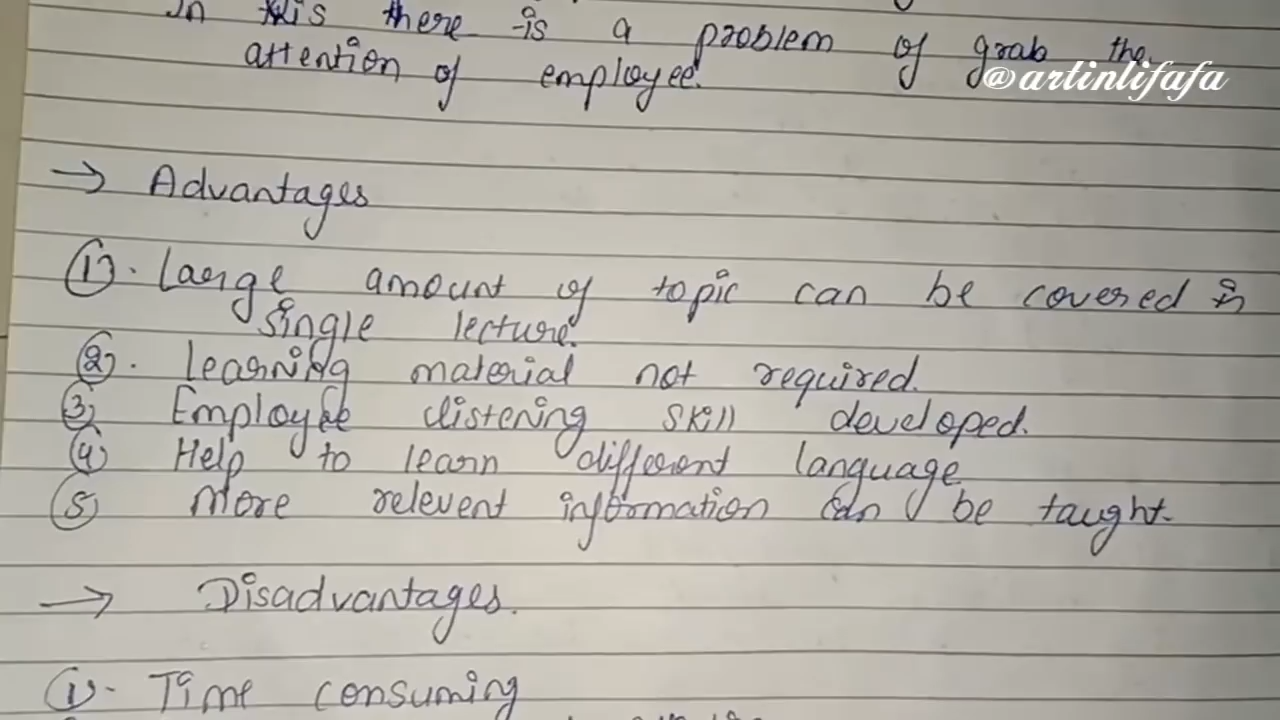 In this there is a problem of grab the
attention of employee.
@artinlifafa
→ Advantages
(1). Large amount of topic can be covered in
single lecture.
(2). Learning material not required.
(3) Employee listening skill developed.
(4) Help to learn different language
(5) More relevent information can be taught.
→ Disadvantages.
(1). Time consuming